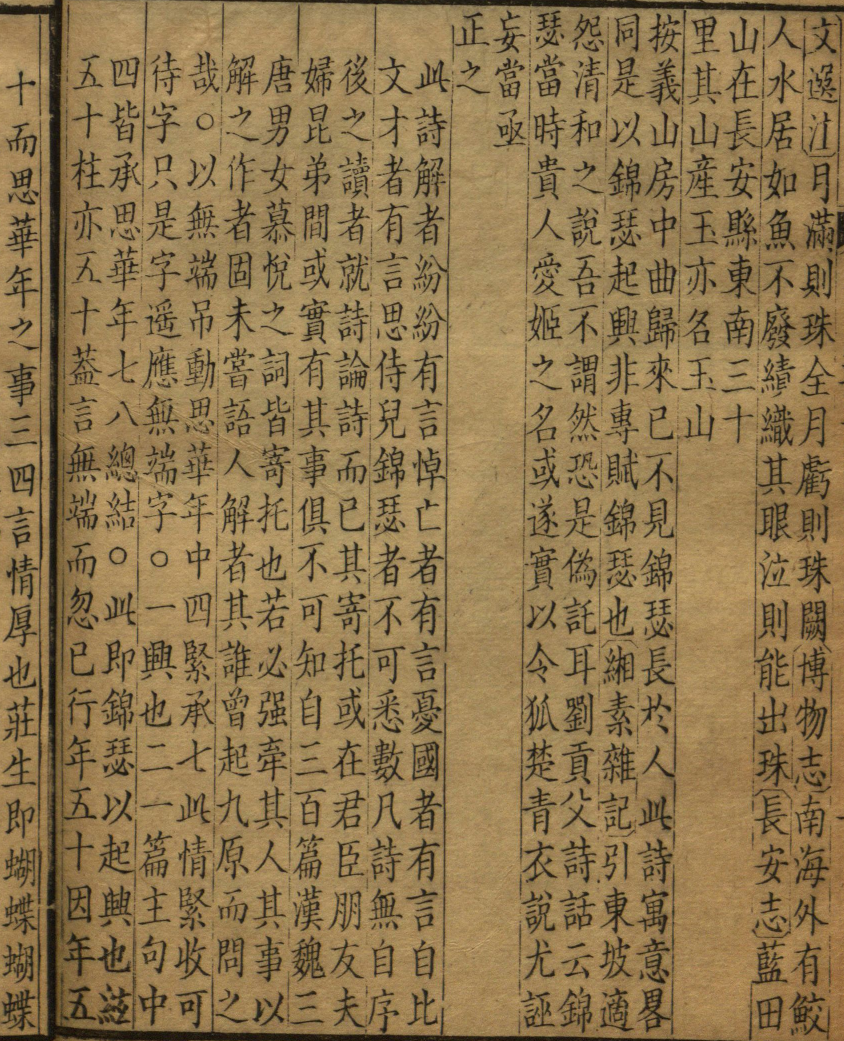 文選注月滿則珠全月虧則珠闕博物志南海外有鮫
人水居如魚不廢績織其眼泣則能出珠長安志藍田
山在長安縣東南三十
里其山產玉亦名玉山
按義山房中曲歸來已不見錦瑟長於人此詩寓意畧
同是以錦瑟起興非專賦錦瑟也緗素雜記引東坡適
怨清和之說吾不謂然恐是偽託耳劉貢父詩話云錦
瑟當時貴人愛姬之名或遂實以令狐楚青衣說尤誣
妄當亟
正之
此詩解者紛紛有言悼亡者有言憂國者有言自比
文才者有言思侍兒錦瑟者不可悉數凡詩無自序
後之讀者就詩論詩而已其寄托或在君臣朋友夫
婦昆弟間或實有其事俱不可知自三百篇漢魏三
唐男女慕悅之詞皆寄托也若必强牽其人其事以
解之作者固未嘗語人解者其誰曾起九原而問之
哉○以無端吊動思華年中四緊承七此情緊收可
待字只是字遥應無端字○一興也二一篇主句中
四皆承思華年七八總結○此即錦瑟以起興也瑟
五十柱亦五十葢言無端而忽已行年五十因年五
十而思華年之事三四言情厚也莊生即蝴蝶蝴蝶